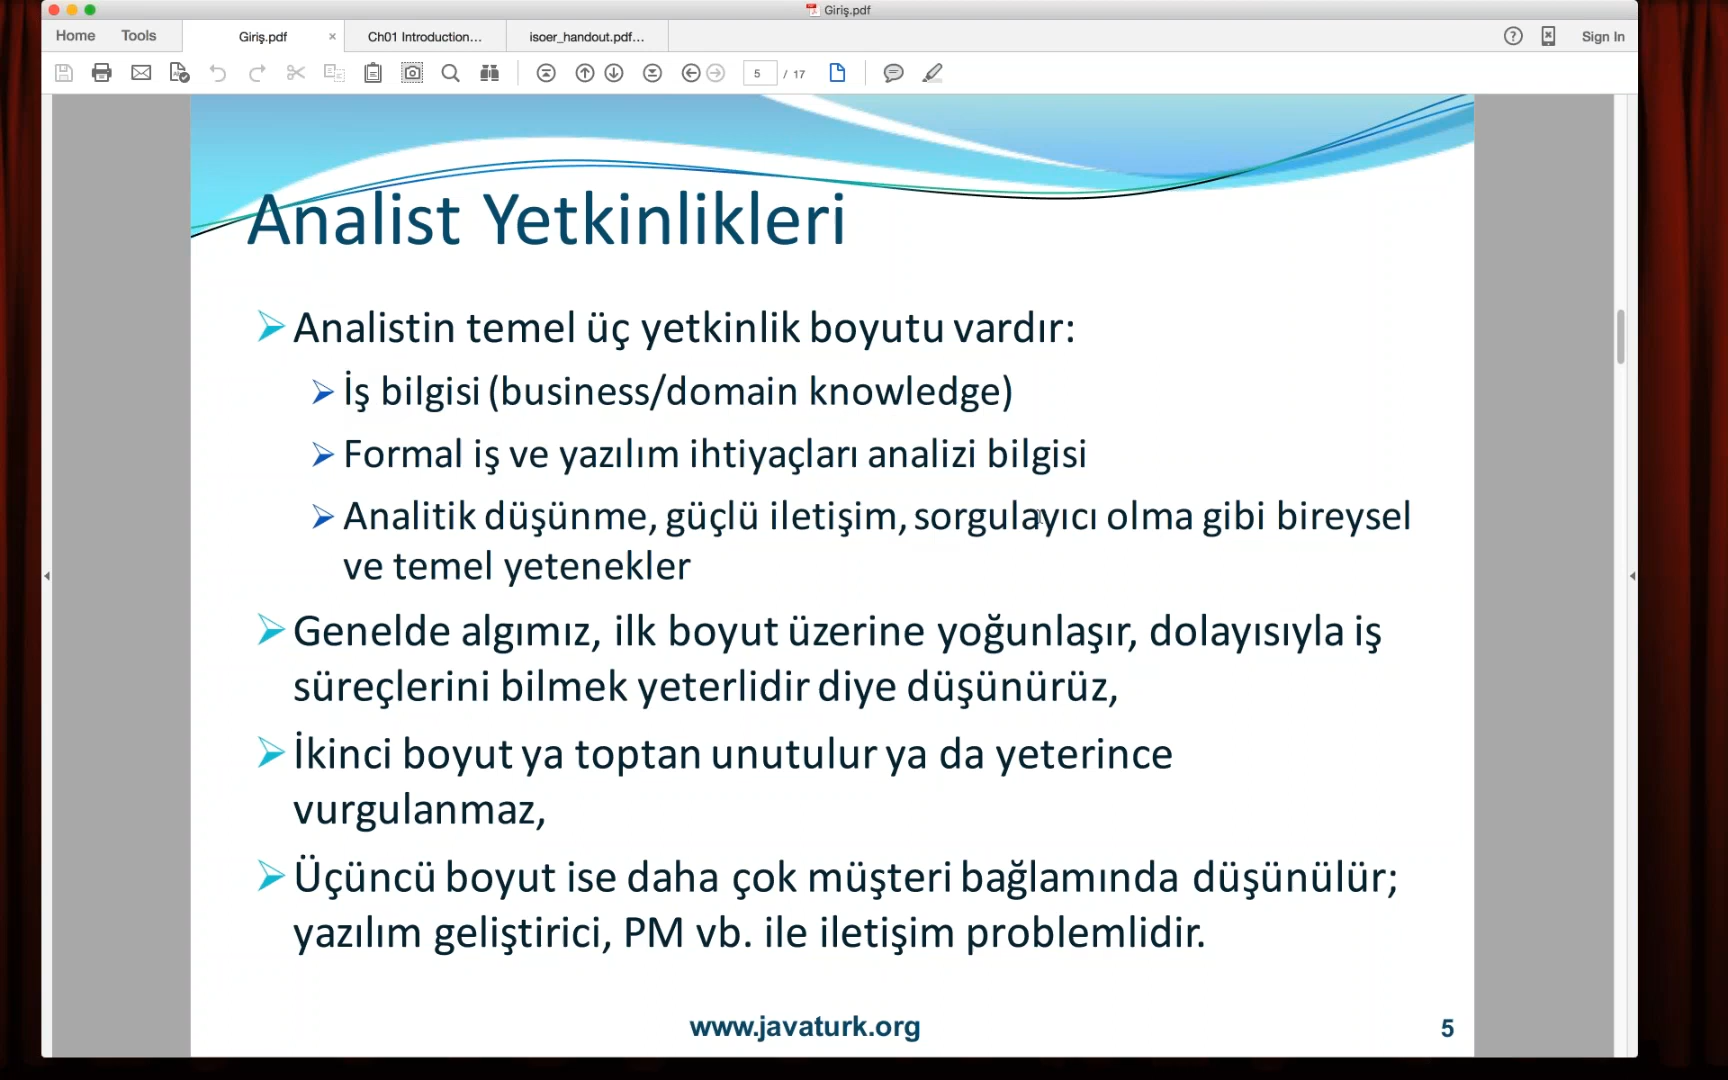 Giriş.pdf
Home Tools Giriş.pdf × Ch01 Introduction... isoer_handout.pdf... Sign In
5 / 17
Analist Yetkinlikleri
Analistin temel üç yetkinlik boyutu vardır:
İş bilgisi (business/domain knowledge)
Formal iş ve yazılım ihtiyaçları analizi bilgisi
Analitik düşünme, güçlü iletişim, sorgulayıcı olma gibi bireysel
ve temel yetenekler
Genelde algımız, ilk boyut üzerine yoğunlaşır, dolayısıyla iş
süreçlerini bilmek yeterlidir diye düşünürüz,
İkinci boyut ya toptan unutulur ya da yeterince
vurgulanmaz,
Üçüncü boyut ise daha çok müşteri bağlamında düşünülür;
yazılım geliştirici, PM vb. ile iletişim problemlidir.
www.javaturk.org 5